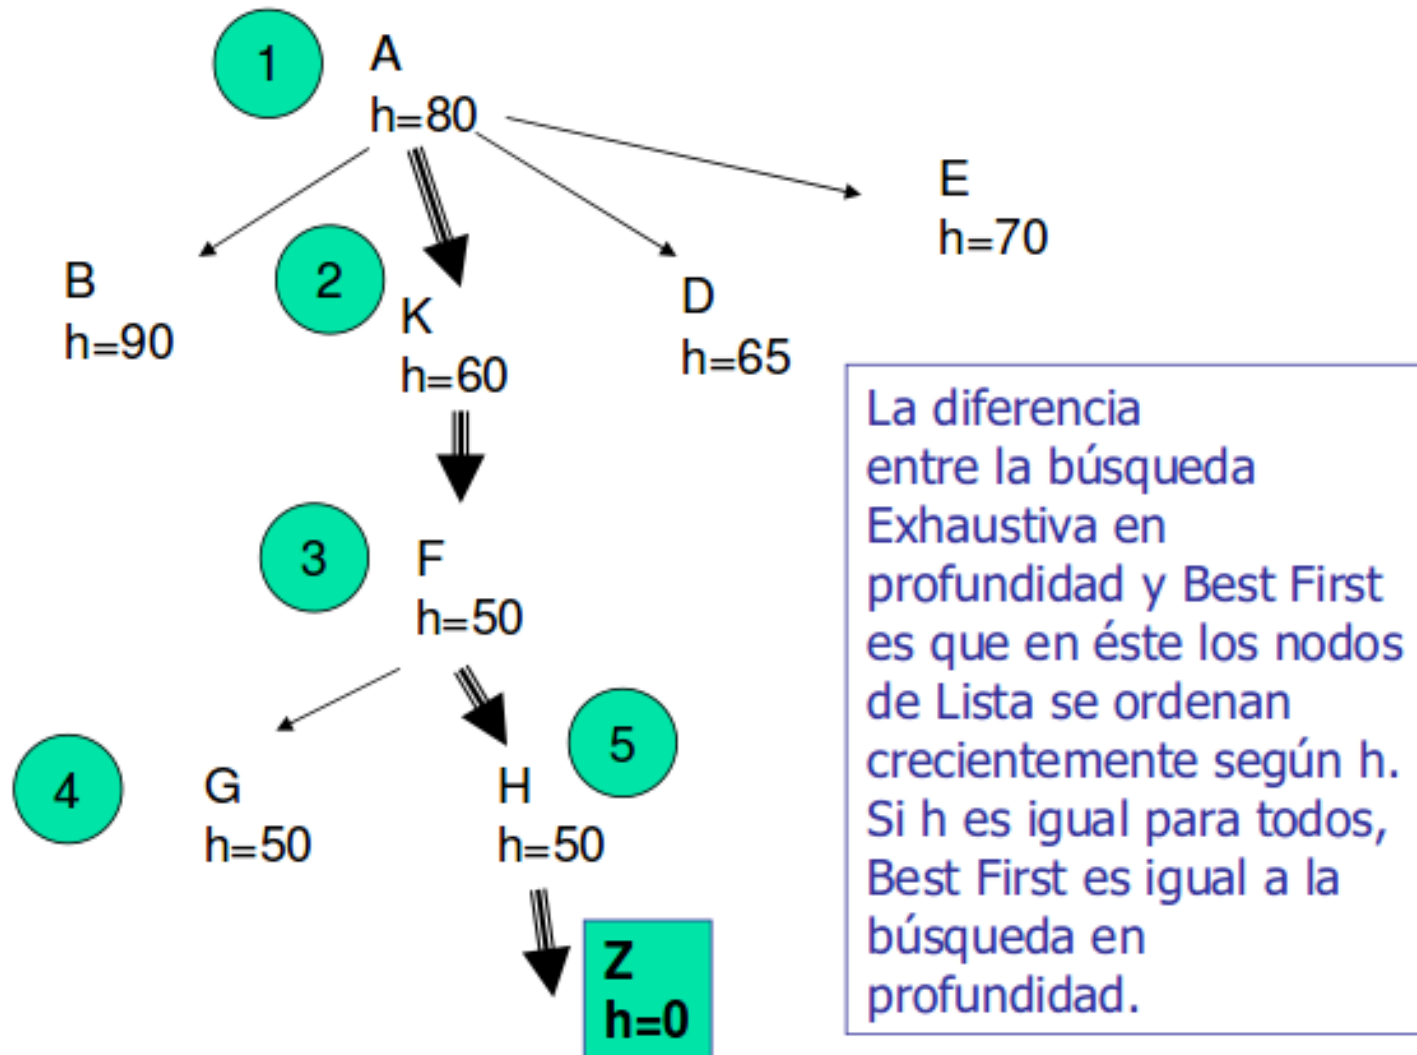 1
A
h=80
E
h=70
B
h=90
2
K
h=60
D
h=65
3
F
h=50
4
G
h=50
H
h=50
5
Z
h=0
La diferencia
entre la búsqueda
Exhaustiva en
profundidad y Best First
es que en éste los nodos
de Lista se ordenan
crecientemente según h.
Si h es igual para todos,
Best First es igual a la
búsqueda en
profundidad.